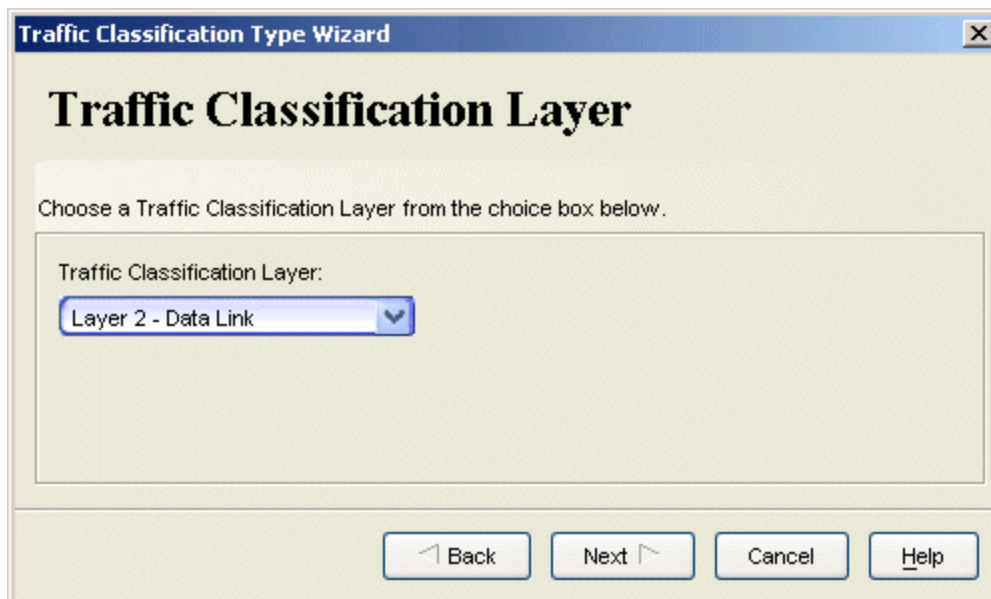 Traffic Classification Type Wizard
Traffic Classification Layer
Choose a Traffic Classification Layer from the choice box below.
Traffic Classification Layer:
Layer 2 - Data Link
Back Next Cancel Help